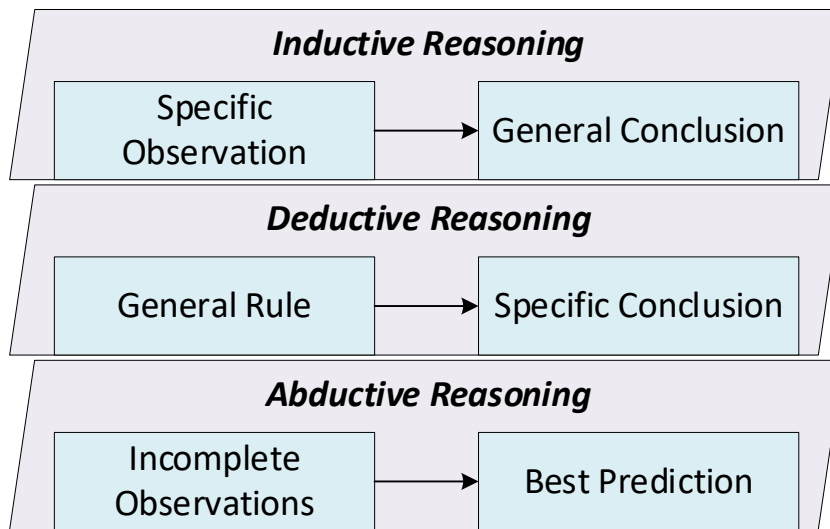 Inductive Reasoning
Specific
Observation
General Conclusion
Deductive Reasoning
General Rule
Specific Conclusion
Abductive Reasoning
Incomplete
Observations
Best Prediction